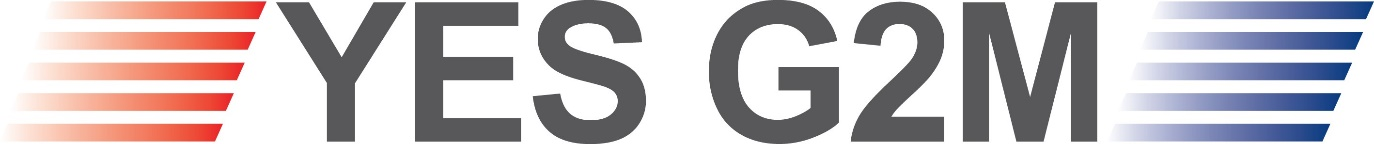 YES G2M